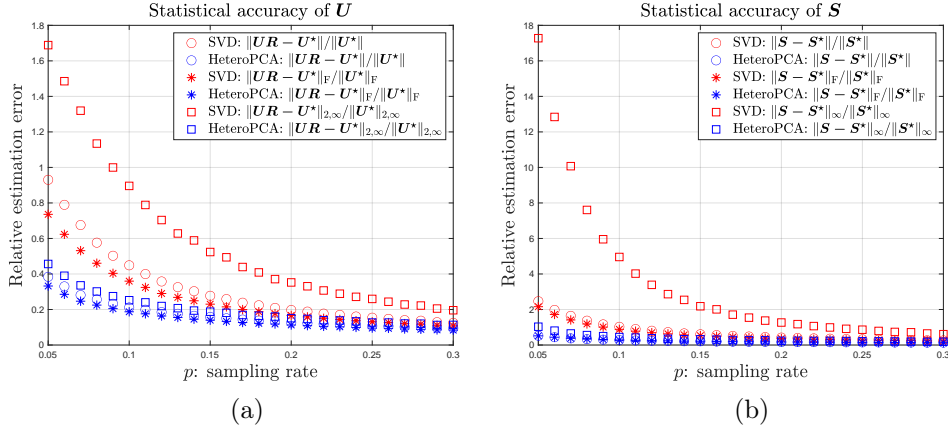 Statistical accuracy of U
SVD: ∥UR − U⋆∥/∥U⋆∥
HeteroPCA: ∥UR − U⋆∥/∥U⋆∥
SVD: ∥UR − U⋆∥F/∥U⋆∥F
HeteroPCA: ∥UR − U⋆∥F/∥U⋆∥F
SVD: ∥UR − U⋆∥2,∞/∥U⋆∥2,∞
HeteroPCA: ∥UR − U⋆∥2,∞/∥U⋆∥2,∞
Relative estimation error
1.8
1.6
1.4
1.2
1
0.8
0.6
0.4
0.2
0
0.05 0.1 0.15 0.2 0.25 0.3
p: sampling rate
(a)
Statistical accuracy of S
SVD: ∥S − S⋆∥/∥S⋆∥
HeteroPCA: ∥S − S⋆∥/∥S⋆∥
SVD: ∥S − S⋆∥F/∥S⋆∥F
HeteroPCA: ∥S − S⋆∥F/∥S⋆∥F
SVD: ∥S − S⋆∥∞/∥S⋆∥∞
HeteroPCA: ∥S − S⋆∥∞/∥S⋆∥∞
Relative estimation error
18
16
14
12
10
8
6
4
2
0
0.05 0.1 0.15 0.2 0.25 0.3
p: sampling rate
(b)